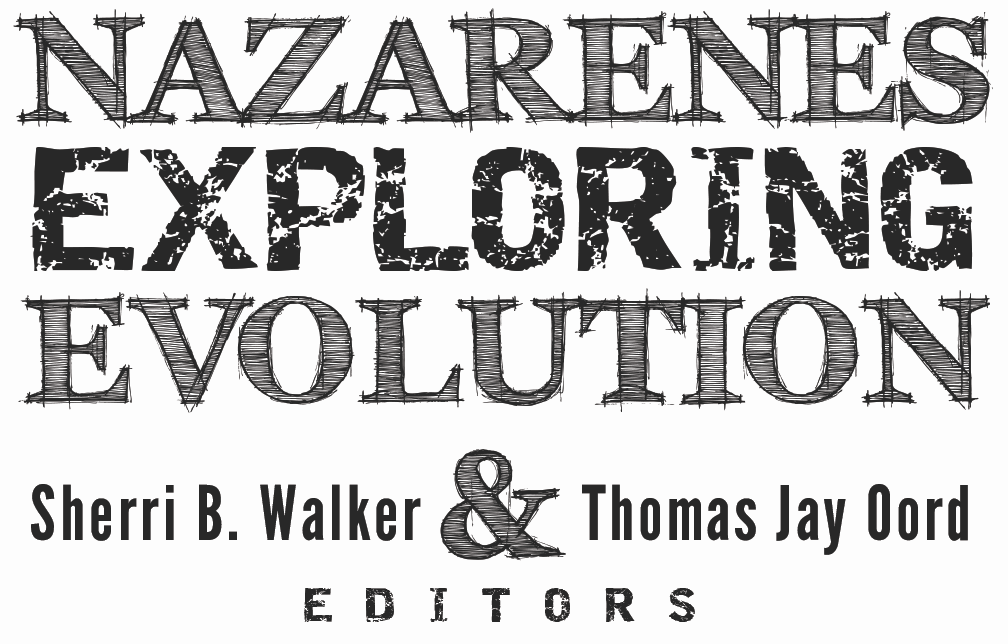 NAZARENES
EXPLORING
EVOLUTION
Sherri B. Walker & Thomas Jay Oord
EDITORS